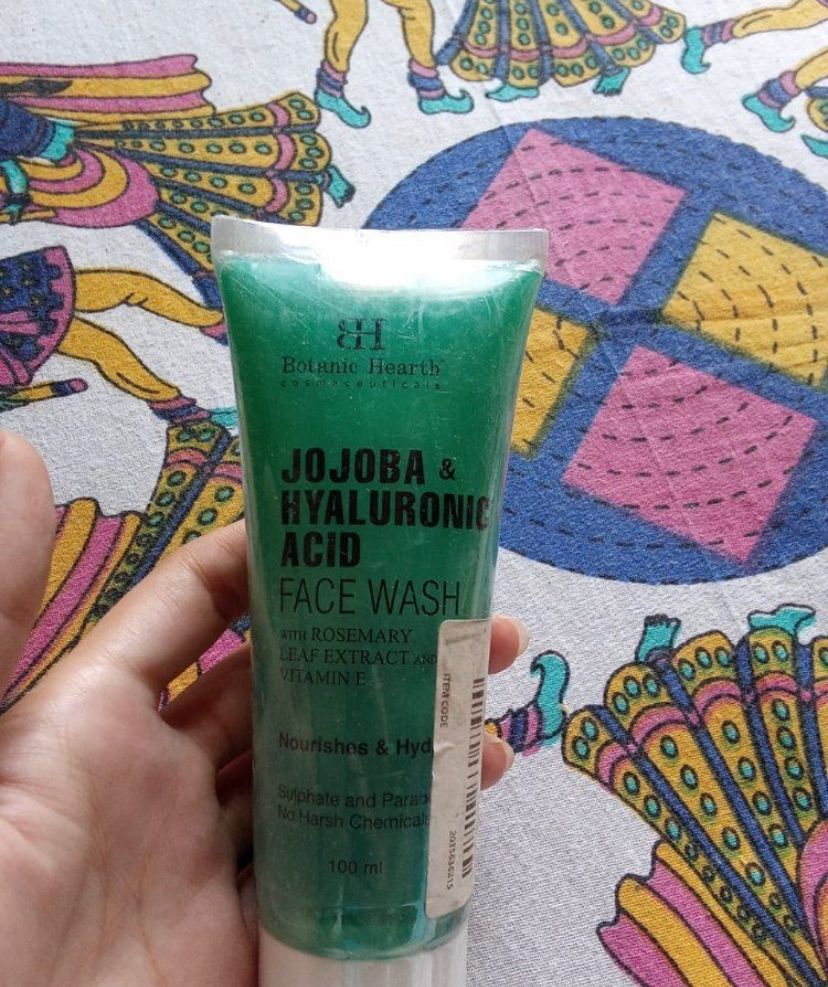 BH
Botanic Hearth
cosmaceuticals
JOJOBA &
HYALURONIC
ACID
FACE WASH
WITH ROSEMARY
LEAF EXTRACT AND
VITAMIN E
Nourishes & Hyd
Sulphate and Parab
No Harsh Chemicals
100 ml
ITEM CODE